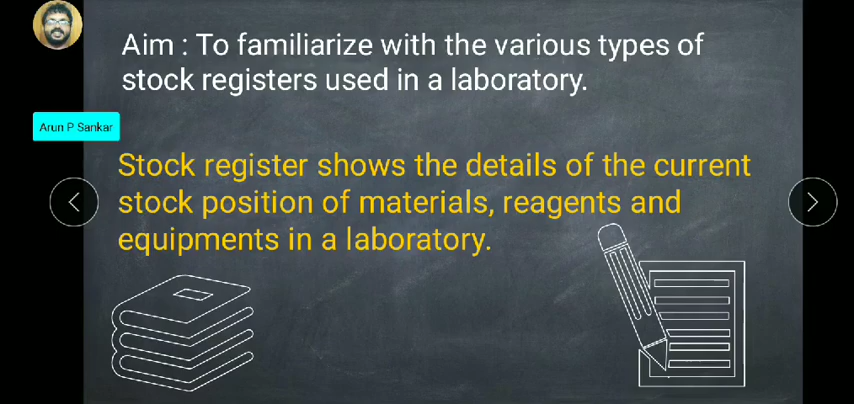 Aim : To familiarize with the various types of
stock registers used in a laboratory.
Arun P Sankar
Stock register shows the details of the current
stock position of materials, reagents and
equipments in a laboratory.